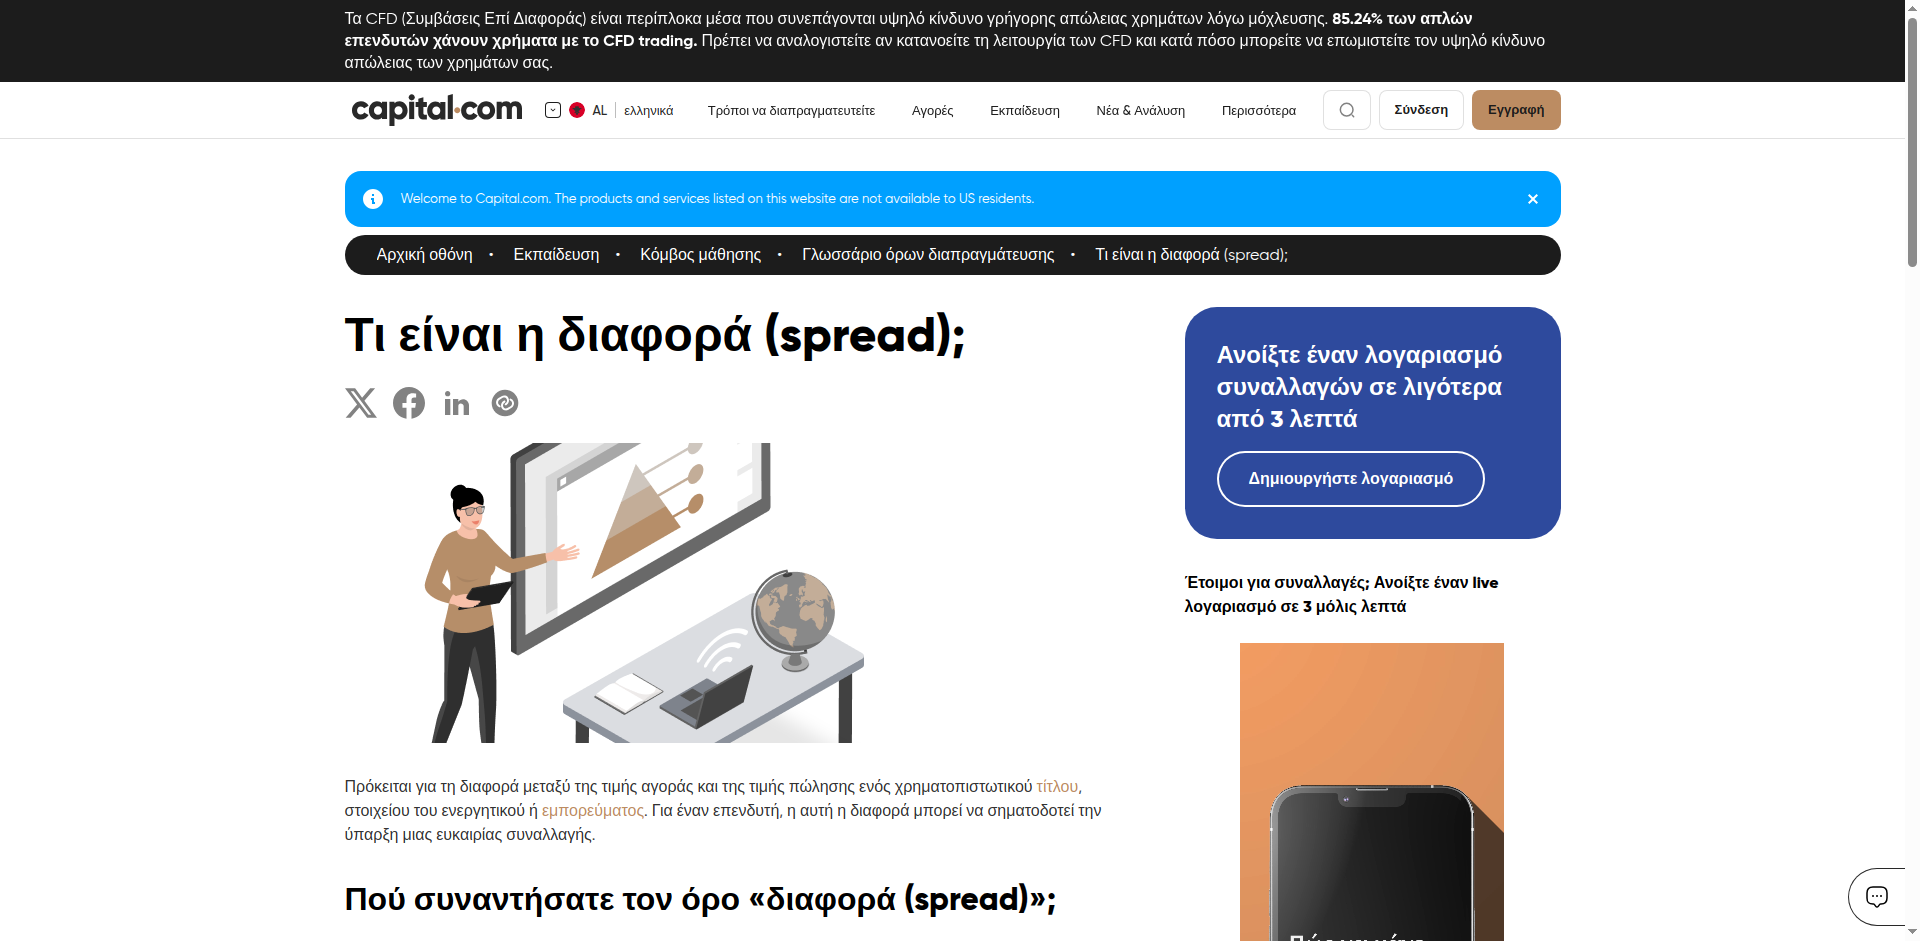 Τα CFD (Συμβάσεις Επί Διαφοράς) είναι περίπλοκα μέσα που συνεπάγονται υψηλό κίνδυνο γρήγορης απώλειας χρημάτων λόγω μόχλευσης. 85.24% των απλών
επενδυτών χάνουν χρήματα με το CFD trading. Πρέπει να αναλογιστείτε αν κατανοείτε τη λειτουργία των CFD και κατά πόσο μπορείτε να επωμιστείτε τον υψηλό κίνδυνο
απώλειας των χρημάτων σας.
capital.com
AL ελληνικά
Τρόποι να διαπραγματευτείτε
Αγορές
Εκπαίδευση
Νέα & Ανάλυση
Περισσότερα
Σύνδεση
Εγγραφή
Welcome to Capital.com. The products and services listed on this website are not available to US residents.
Αρχική οθόνη • Εκπαίδευση • Κόμβος μάθησης • Γλωσσάριο όρων διαπραγμάτευσης • Τι είναι η διαφορά (spread);
Τι είναι η διαφορά (spread);
Πρόκειται για τη διαφορά μεταξύ της τιμής αγοράς και της τιμής πώλησης ενός χρηματοπιστωτικού τίτλου,
στοιχείου του ενεργητικού ή εμπορεύματος. Για έναν επενδυτή, η αυτή η διαφορά μπορεί να σηματοδοτεί την
ύπαρξη μιας ευκαιρίας συναλλαγής.
Πού συναντήσατε τον όρο «διαφορά (spread)»;
Ανοίξτε έναν λογαριασμό
συναλλαγών σε λιγότερα
από 3 λεπτά
Δημιουργήστε λογαριασμό
Έτοιμοι για συναλλαγές; Ανοίξτε έναν live
λογαριασμό σε 3 μόλις λεπτά